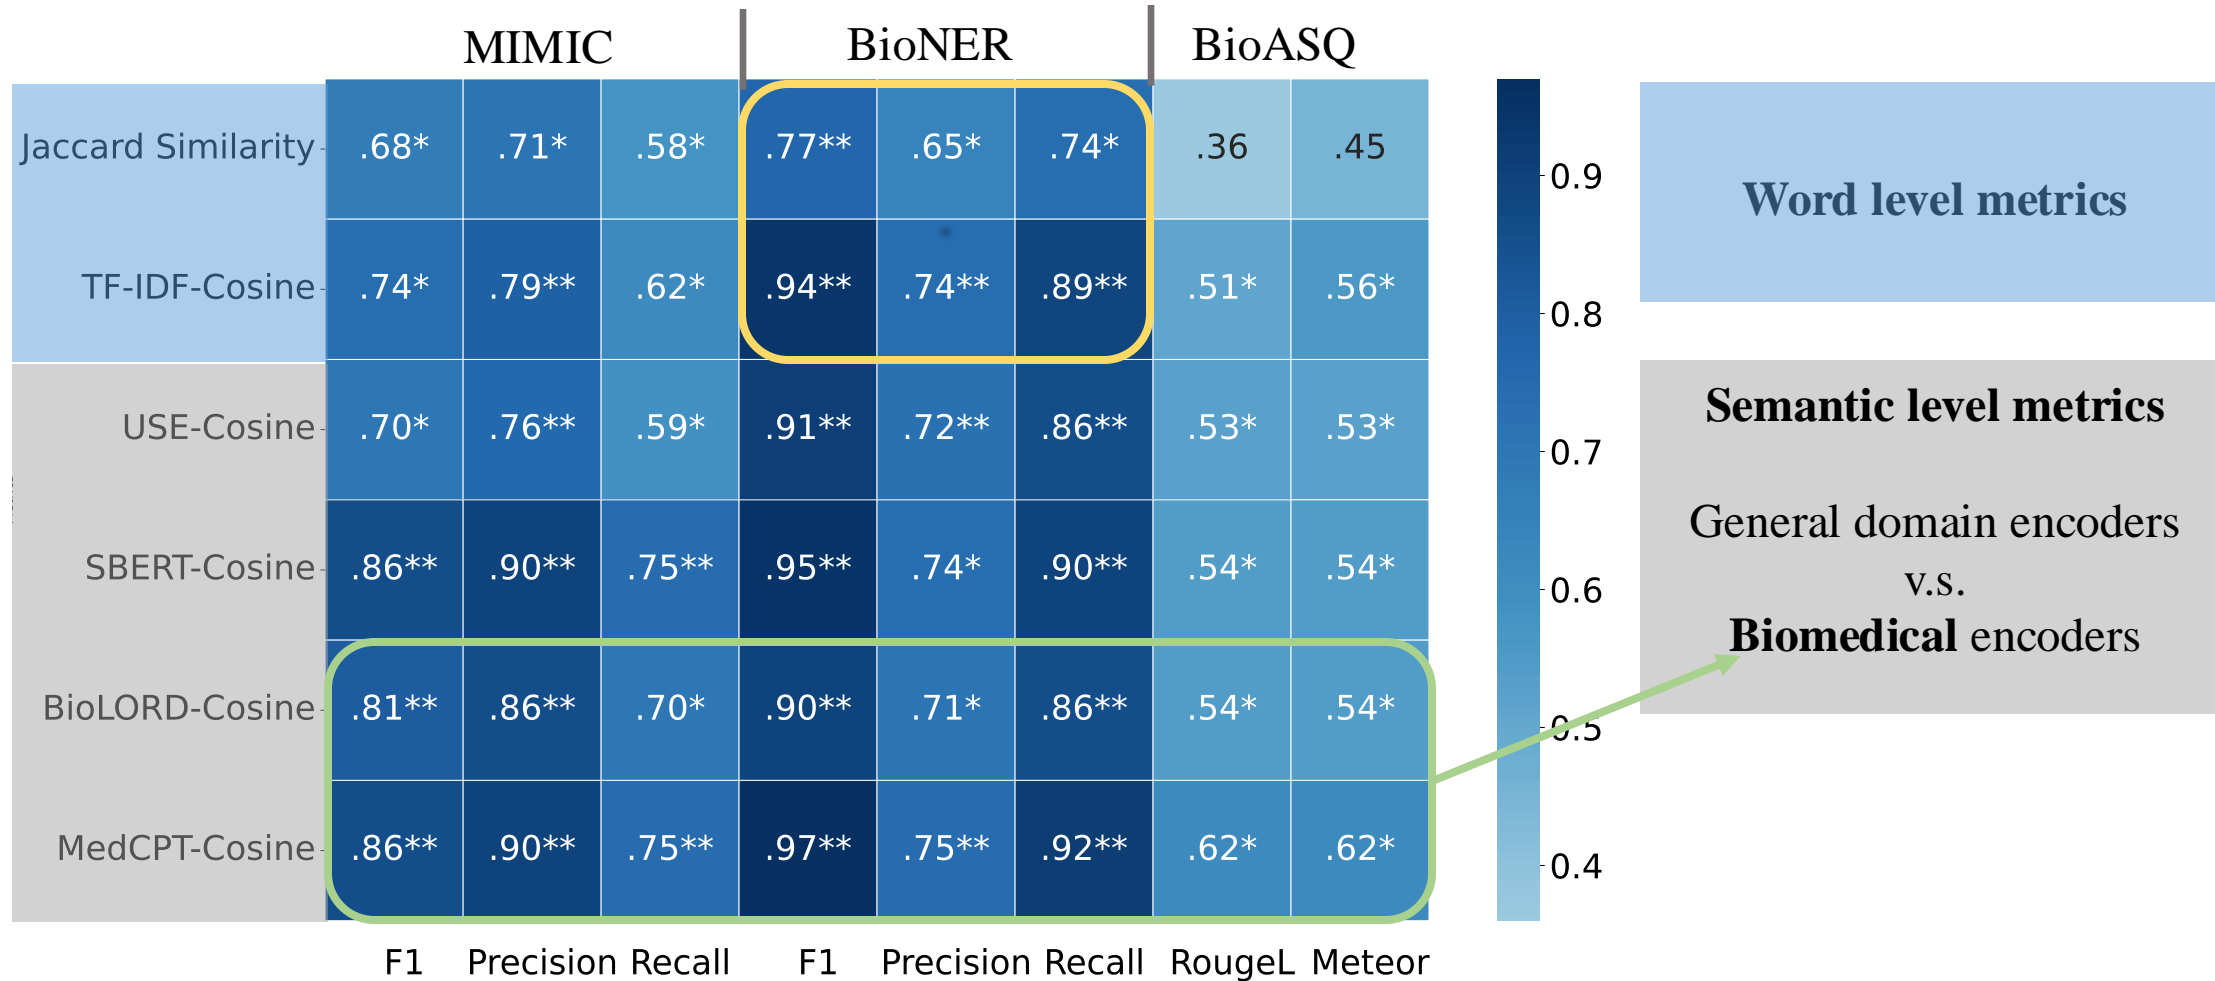 MIMIC BioNER BioASQ
Jaccard Similarity .68* .71* .58* .77** .65* .74* .36 .45
TF-IDF-Cosine .74* .79** .62* .94** .74** .89** .51* .56*
USE-Cosine .70* .76** .59* .91** .72** .86** .53* .53*
SBERT-Cosine .86** .90** .75** .95** .74* .90** .54* .54*
BioLORD-Cosine .81** .86** .70* .90** .71* .86** .54* .54*
MedCPT-Cosine .86** .90** .75** .97** .75** .92** .62* .62*
F1 Precision Recall F1 Precision Recall RougeL Meteor
0.9
0.8
0.7
0.6
0.5
0.4
Word level metrics
Semantic level metrics
General domain encoders
v.s.
Biomedical encoders